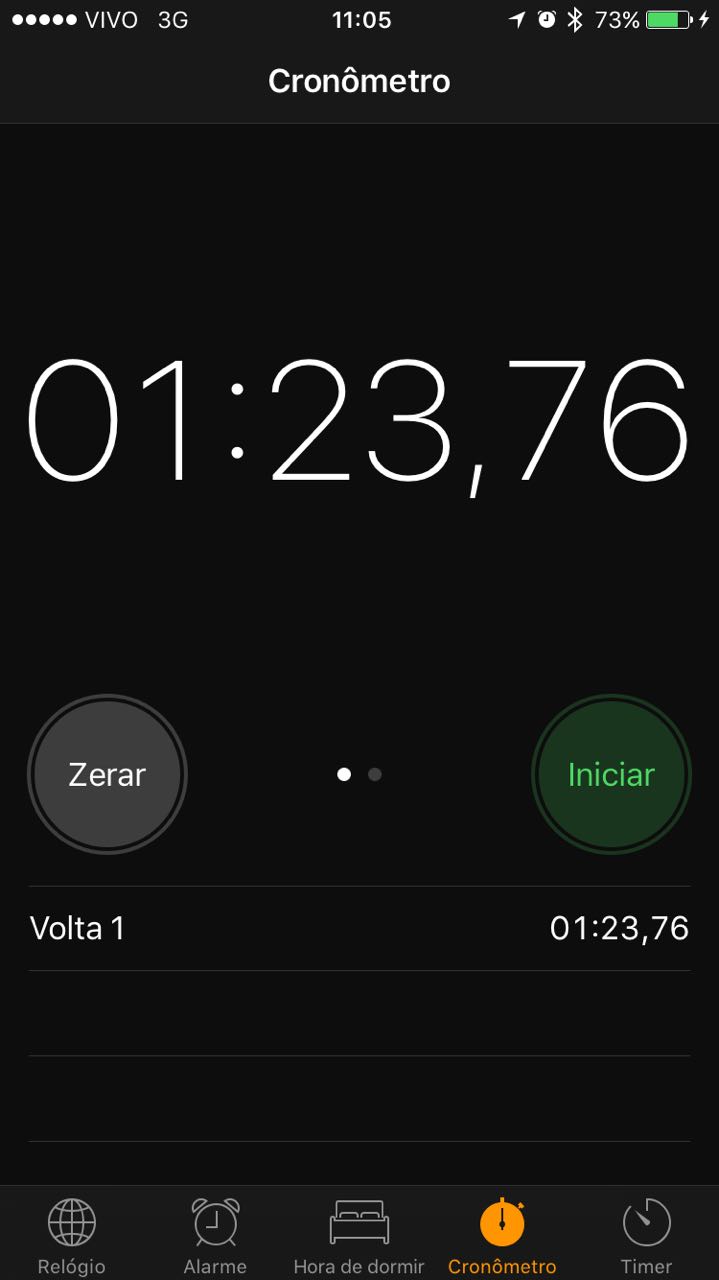 VIVO 3G 11:05 73%
Cronômetro
01:23,76
Zerar Iniciar
Volta 1 01:23,76
Relógio Alarme Hora de dormir Cronômetro Timer